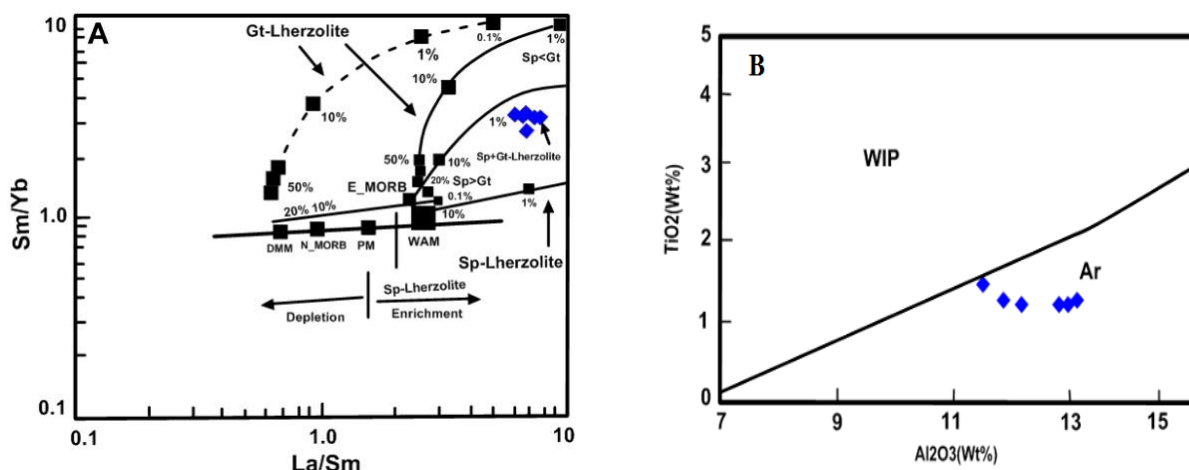 A
Gt-Lherzolite
0.1%
1%
1%
Sp<Gt
10%
10%
1%
50%
10%
Sp+Gt-Lherzolite
50%
20% Sp>Gt
E_MORB
0.1%
20% 10%
10%
1%
DMM N_MORB PM WAM
Sp-Lherzolite
Sp-Lherzolite
Depletion
Enrichment
10
1.0
0.1
Sm/Yb
0.1 1.0 10
La/Sm
B
WIP
Ar
5
4
3
2
1
0
TiO2(Wt%)
7 9 11 13 15
Al2O3(Wt%)